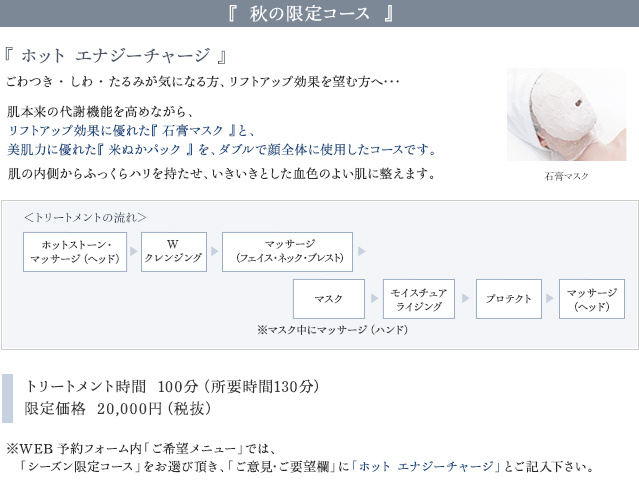 『 秋の限定コース 』
『 ホット エナジーチャージ 』
ごわつき・しわ・たるみが気になる方、リフトアップ効果を望む方へ・・・
肌本来の代謝機能を高めながら、
リフトアップ効果に優れた『 石膏マスク 』と、
美肌力に優れた『 米ぬかパック 』を、ダブルで顔全体に使用したコースです。
肌の内側からふっくらハリを持たせ、いきいきとした血色のよい肌に整えます。
石膏マスク
＜トリートメントの流れ＞
ホットストーン・
マッサージ（ヘッド）
W
クレンジング
マッサージ
（フェイス・ネック・ブレスト）
マスク
モイスチュア
ライジング
プロテクト
マッサージ
（ヘッド）
※マスク中にマッサージ（ハンド）
トリートメント時間 100分（所要時間130分）
限定価格 20,000円（税抜）
※WEB予約フォーム内「ご希望メニュー」では、
「シーズン限定コース」をお選び頂き、「ご意見・ご要望欄」に「ホット エナジーチャージ」とご記入下さい。